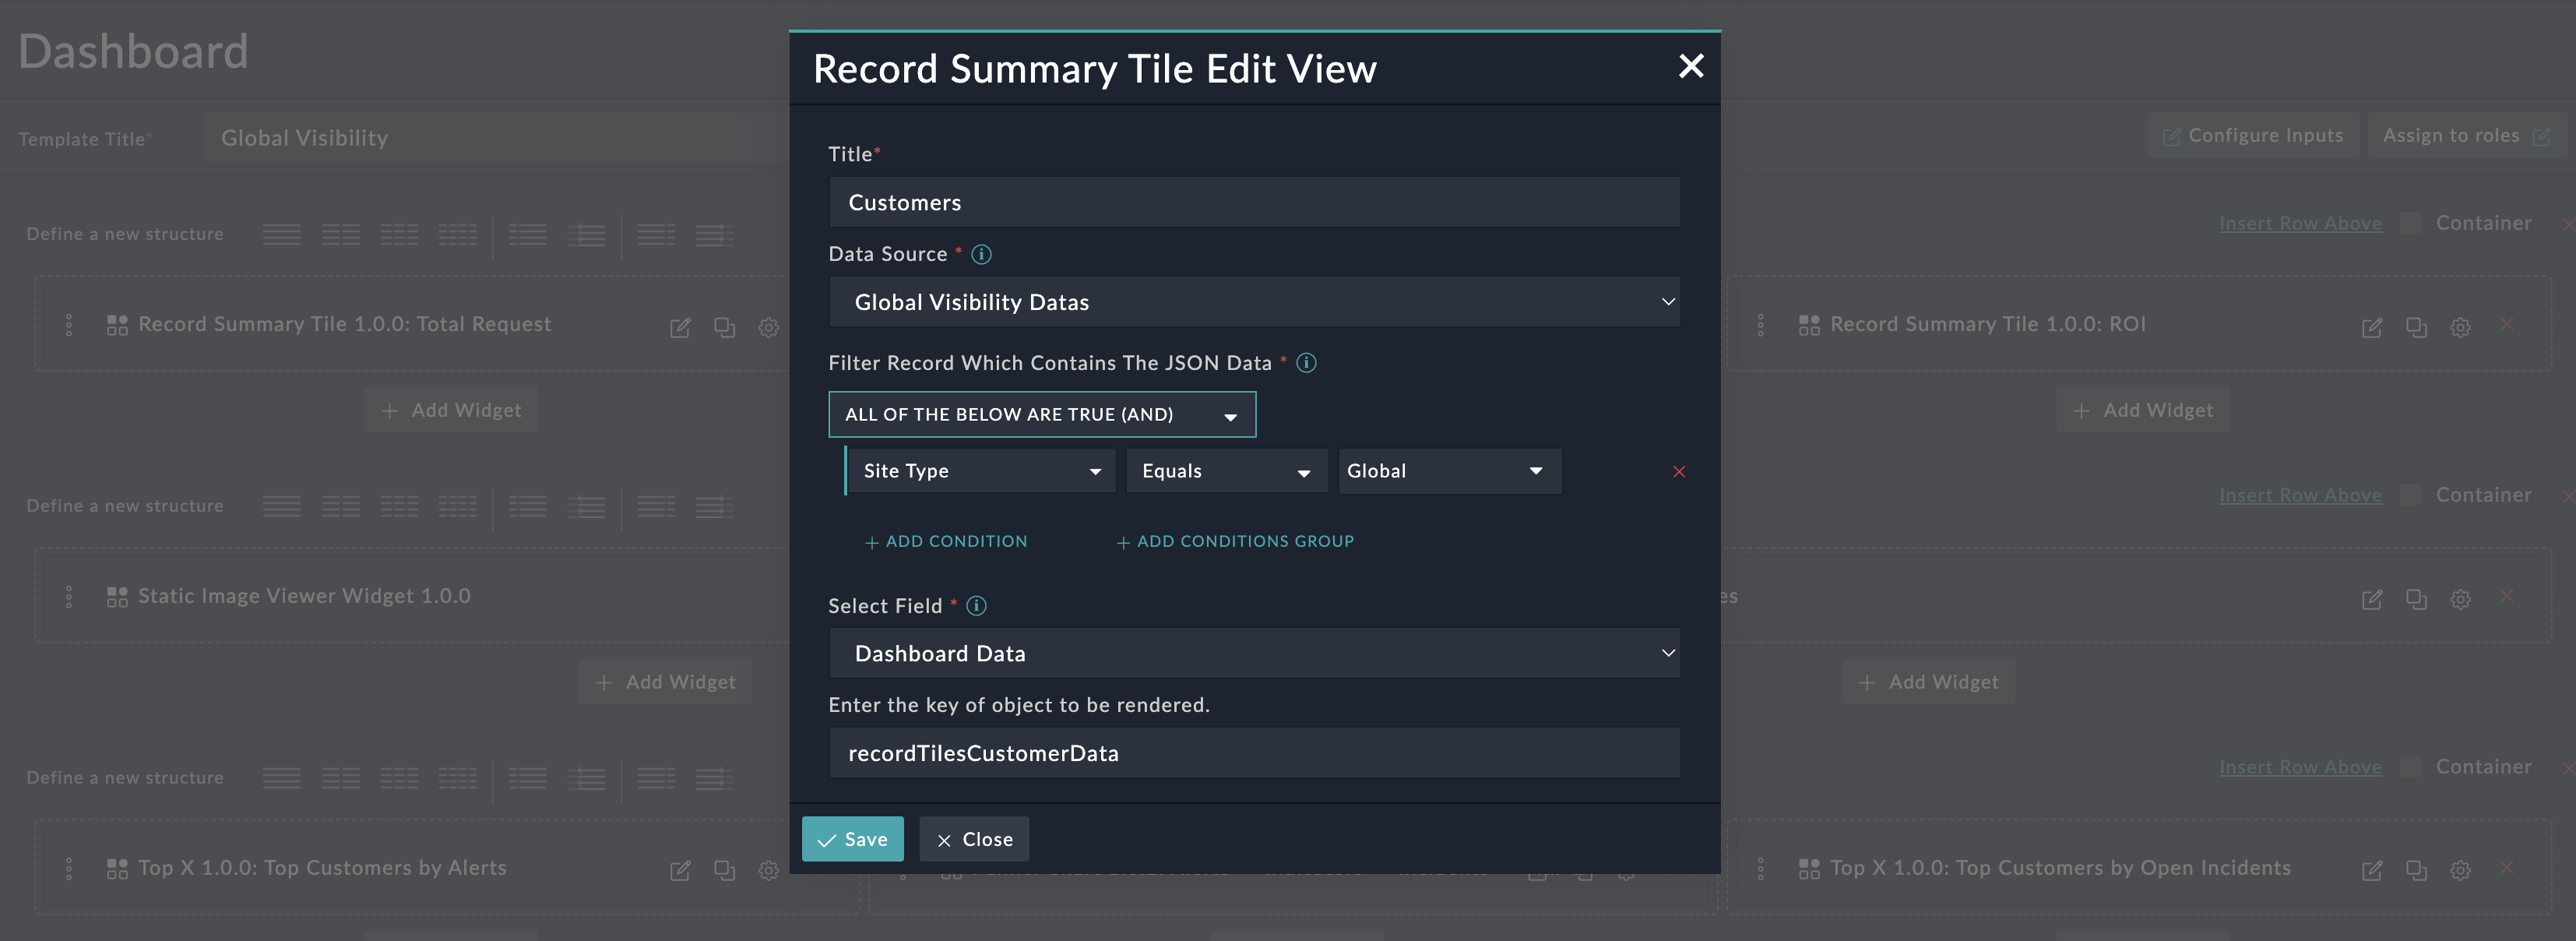 Dashboard
Record Summary Tile Edit View
Template Title*
Global Visibility
Configure Inputs
Assign to roles
Title*
Customers
Define a new structure
Insert Row Above
Container
Data Source *
Global Visibility Datas
Record Summary Tile 1.0.0: Total Request
Record Summary Tile 1.0.0: ROI
Filter Record Which Contains The JSON Data *
ALL OF THE BELOW ARE TRUE (AND)
+ Add Widget
+ Add Widget
Site Type
Equals
Global
Define a new structure
Insert Row Above
Container
+ ADD CONDITION
+ ADD CONDITIONS GROUP
Static Image Viewer Widget 1.0.0
Select Field *
Dashboard Data
+ Add Widget
+ Add Widget
Enter the key of object to be rendered.
recordTilesCustomerData
Define a new structure
Insert Row Above
Container
Save
Close
Top X 1.0.0: Top Customers by Alerts
Top X 1.0.0: Top Customers by Open Incidents